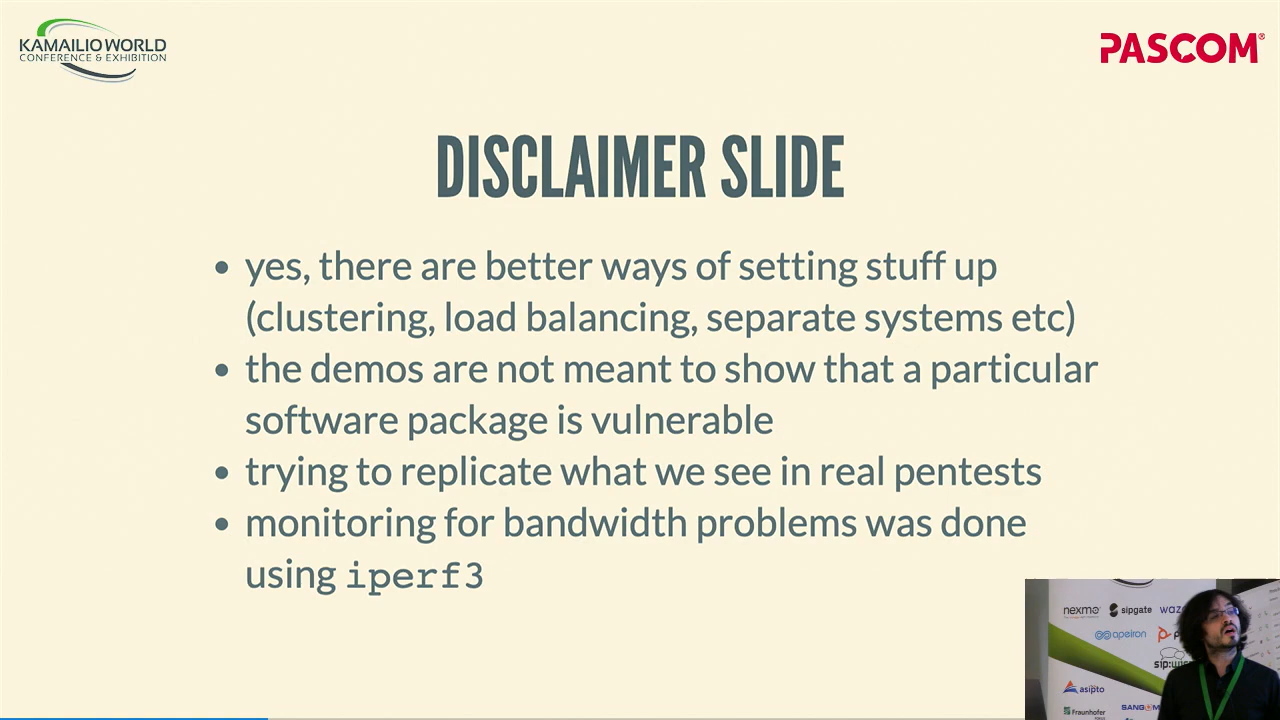 KAMAILIO WORLD
CONFERENCE & EXHIBITION
PASCOM®
DISCLAIMER SLIDE
• yes, there are better ways of setting stuff up
(clustering, load balancing, separate systems etc)
• the demos are not meant to show that a particular
software package is vulnerable
• trying to replicate what we see in real pentests
• monitoring for bandwidth problems was done
using iperf3
nexmo
sipgate
apeiron
asipto
Fraunhofer